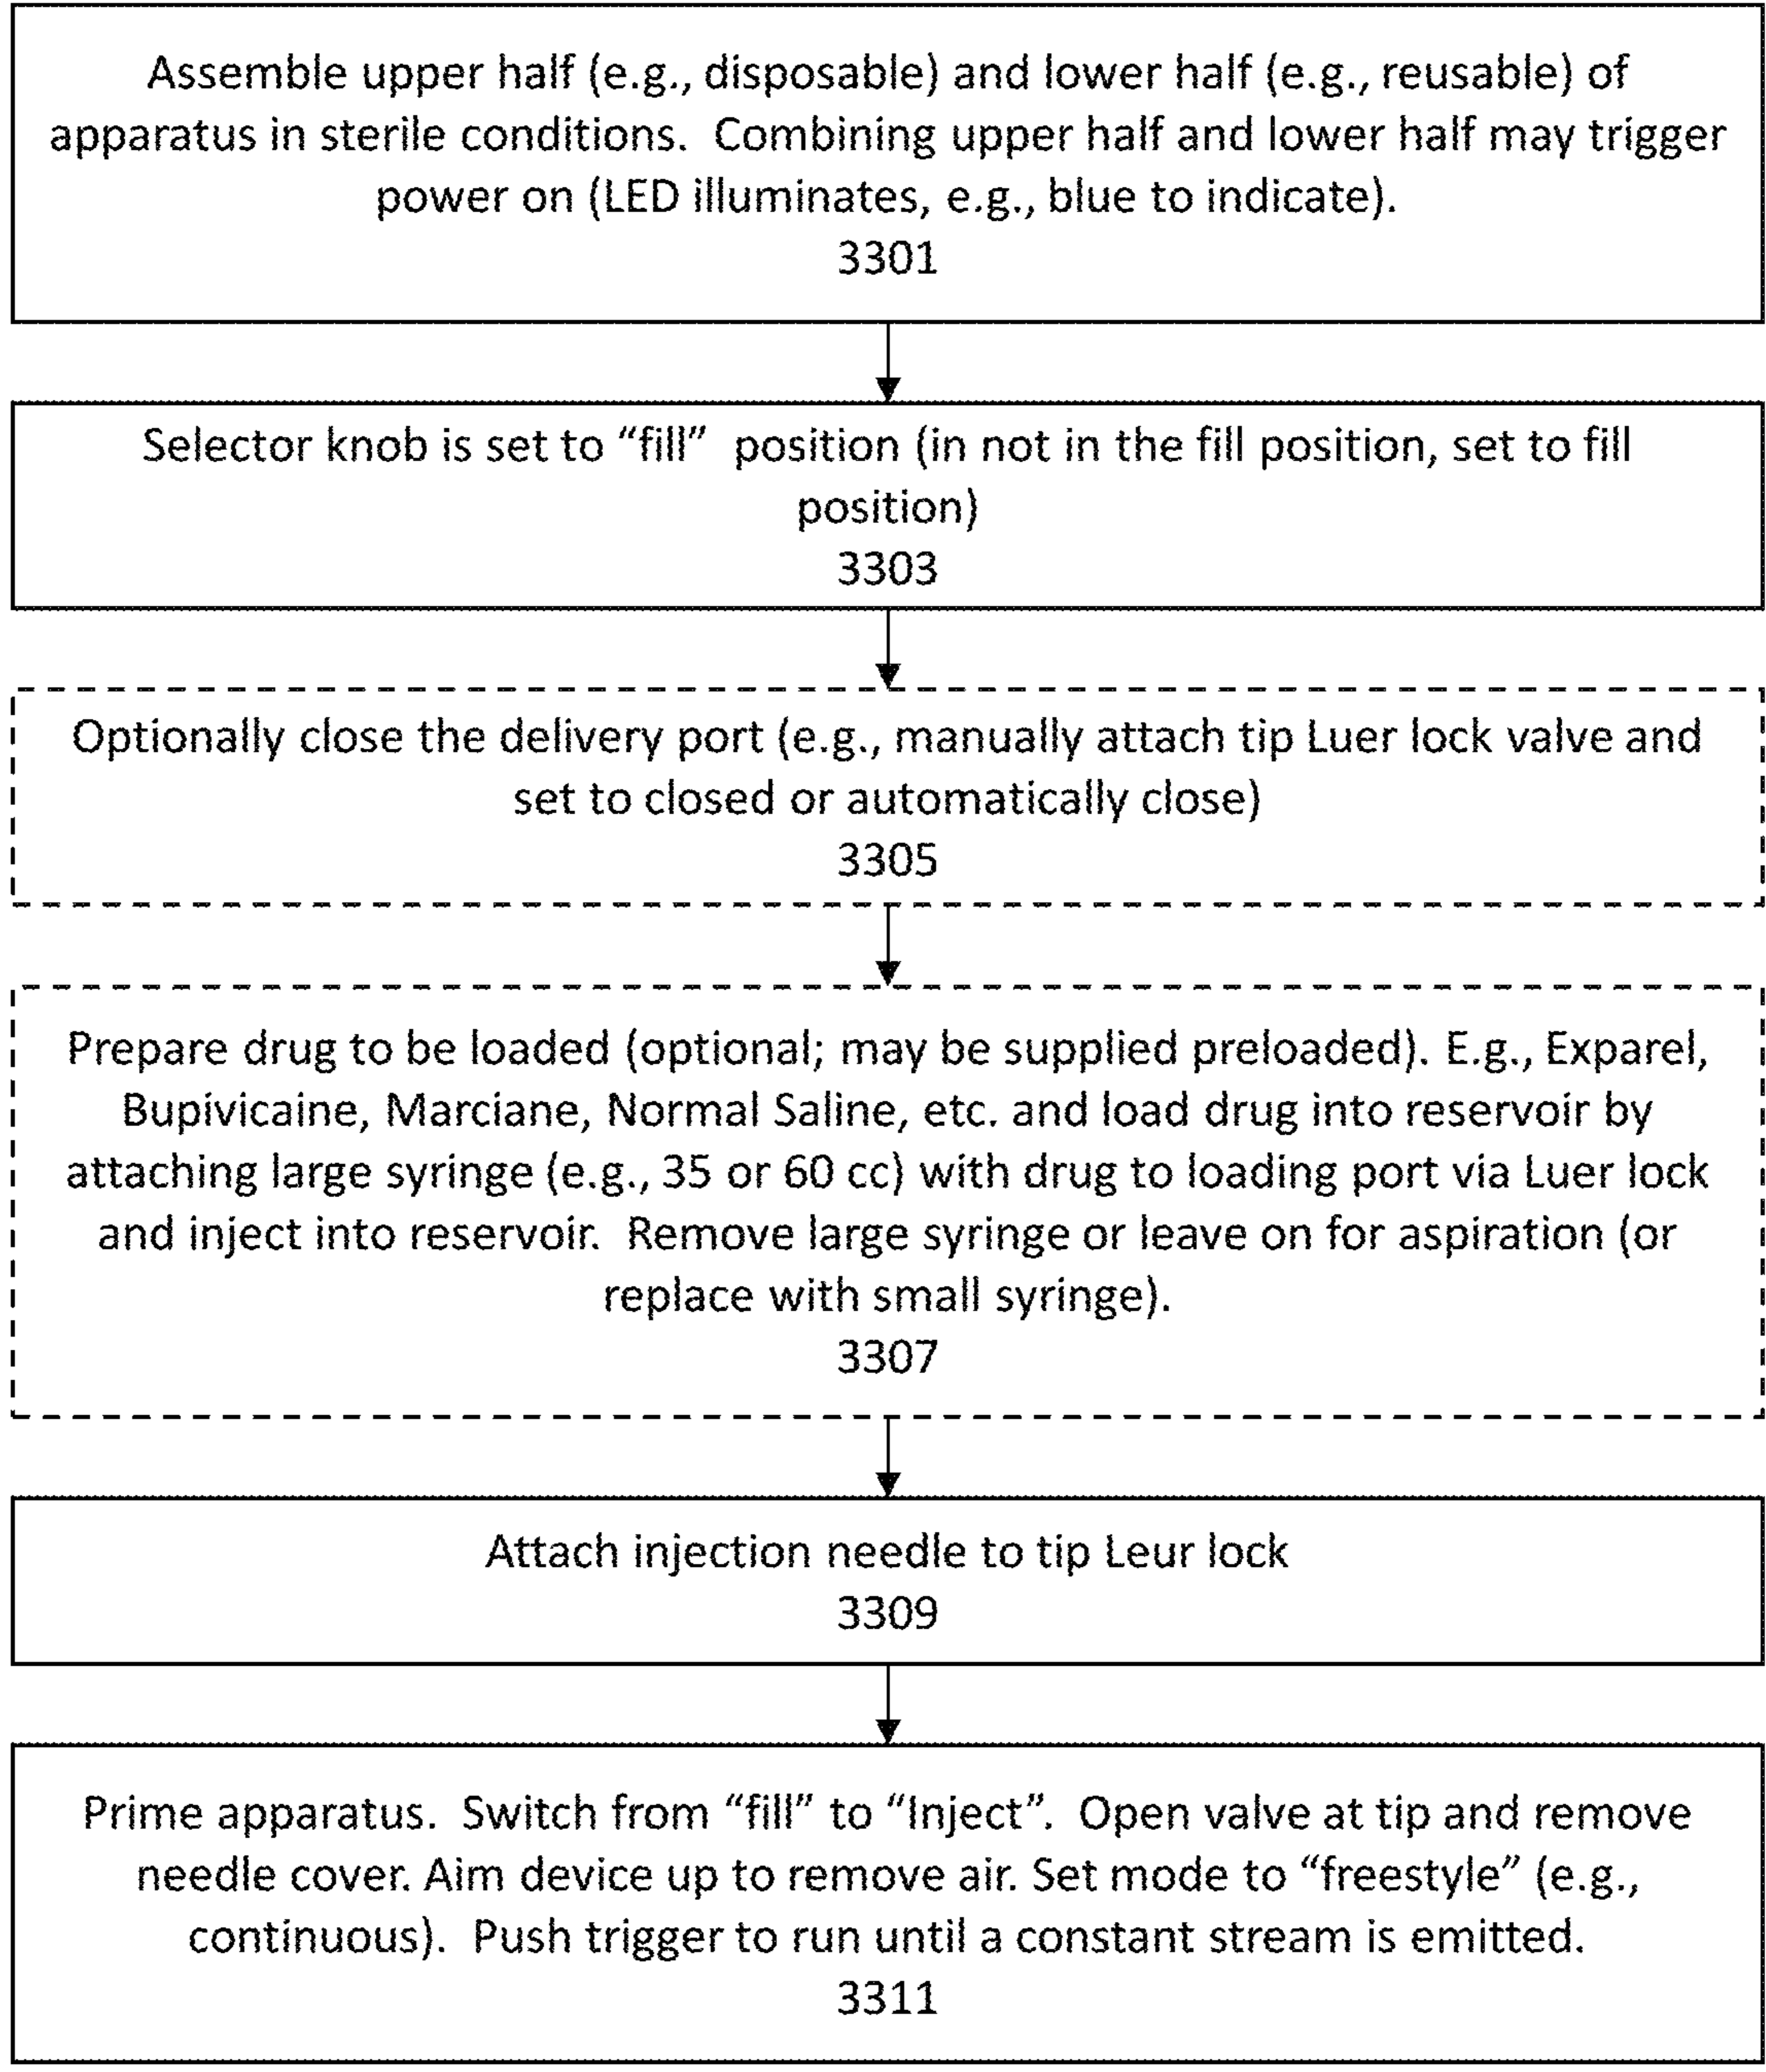 Assemble upper half (e.g., disposable) and lower half (e.g., reusable) of
apparatus in sterile conditions.  Combining upper half and lower half may trigger
power on (LED illuminates, e.g., blue to indicate).
3301
Selector knob is set to “fill”  position (in not in the fill position, set to fill
position)
3303
Optionally close the delivery port (e.g., manually attach tip Luer lock valve and
set to closed or automatically close)
3305
Prepare drug to be loaded (optional; may be supplied preloaded). E.g., Exparel,
Bupivicaine, Marciane, Normal Saline, etc. and load drug into reservoir by
attaching large syringe (e.g., 35 or 60 cc) with drug to loading port via Luer lock
and inject into reservoir.  Remove large syringe or leave on for aspiration (or
replace with small syringe).
3307
Attach injection needle to tip Leur lock
3309
Prime apparatus.  Switch from “fill” to “Inject”.  Open valve at tip and remove
needle cover. Aim device up to remove air. Set mode to “freestyle” (e.g.,
continuous).  Push trigger to run until a constant stream is emitted.
3311